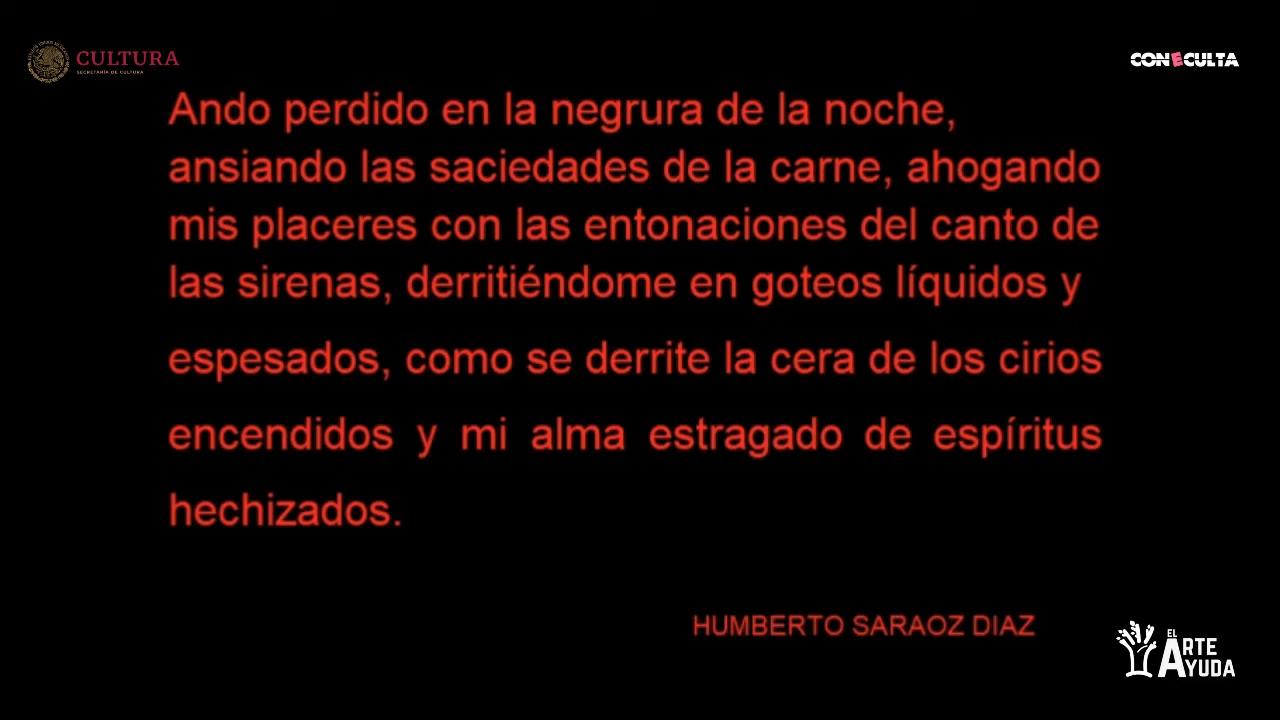 CULTURA
SECRETARÍA DE CULTURA
CONECULTA
Ando perdido en la negrura de la noche,
ansiando las saciedades de la carne, ahogando
mis placeres con las entonaciones del canto de
las sirenas, derritiéndome en goteos líquidos y
espesados, como se derrite la cera de los cirios
encendidos y mi alma estragado de espíritus
hechizados.
HUMBERTO SARAOZ DIAZ
EL
ARTE
AYUDA